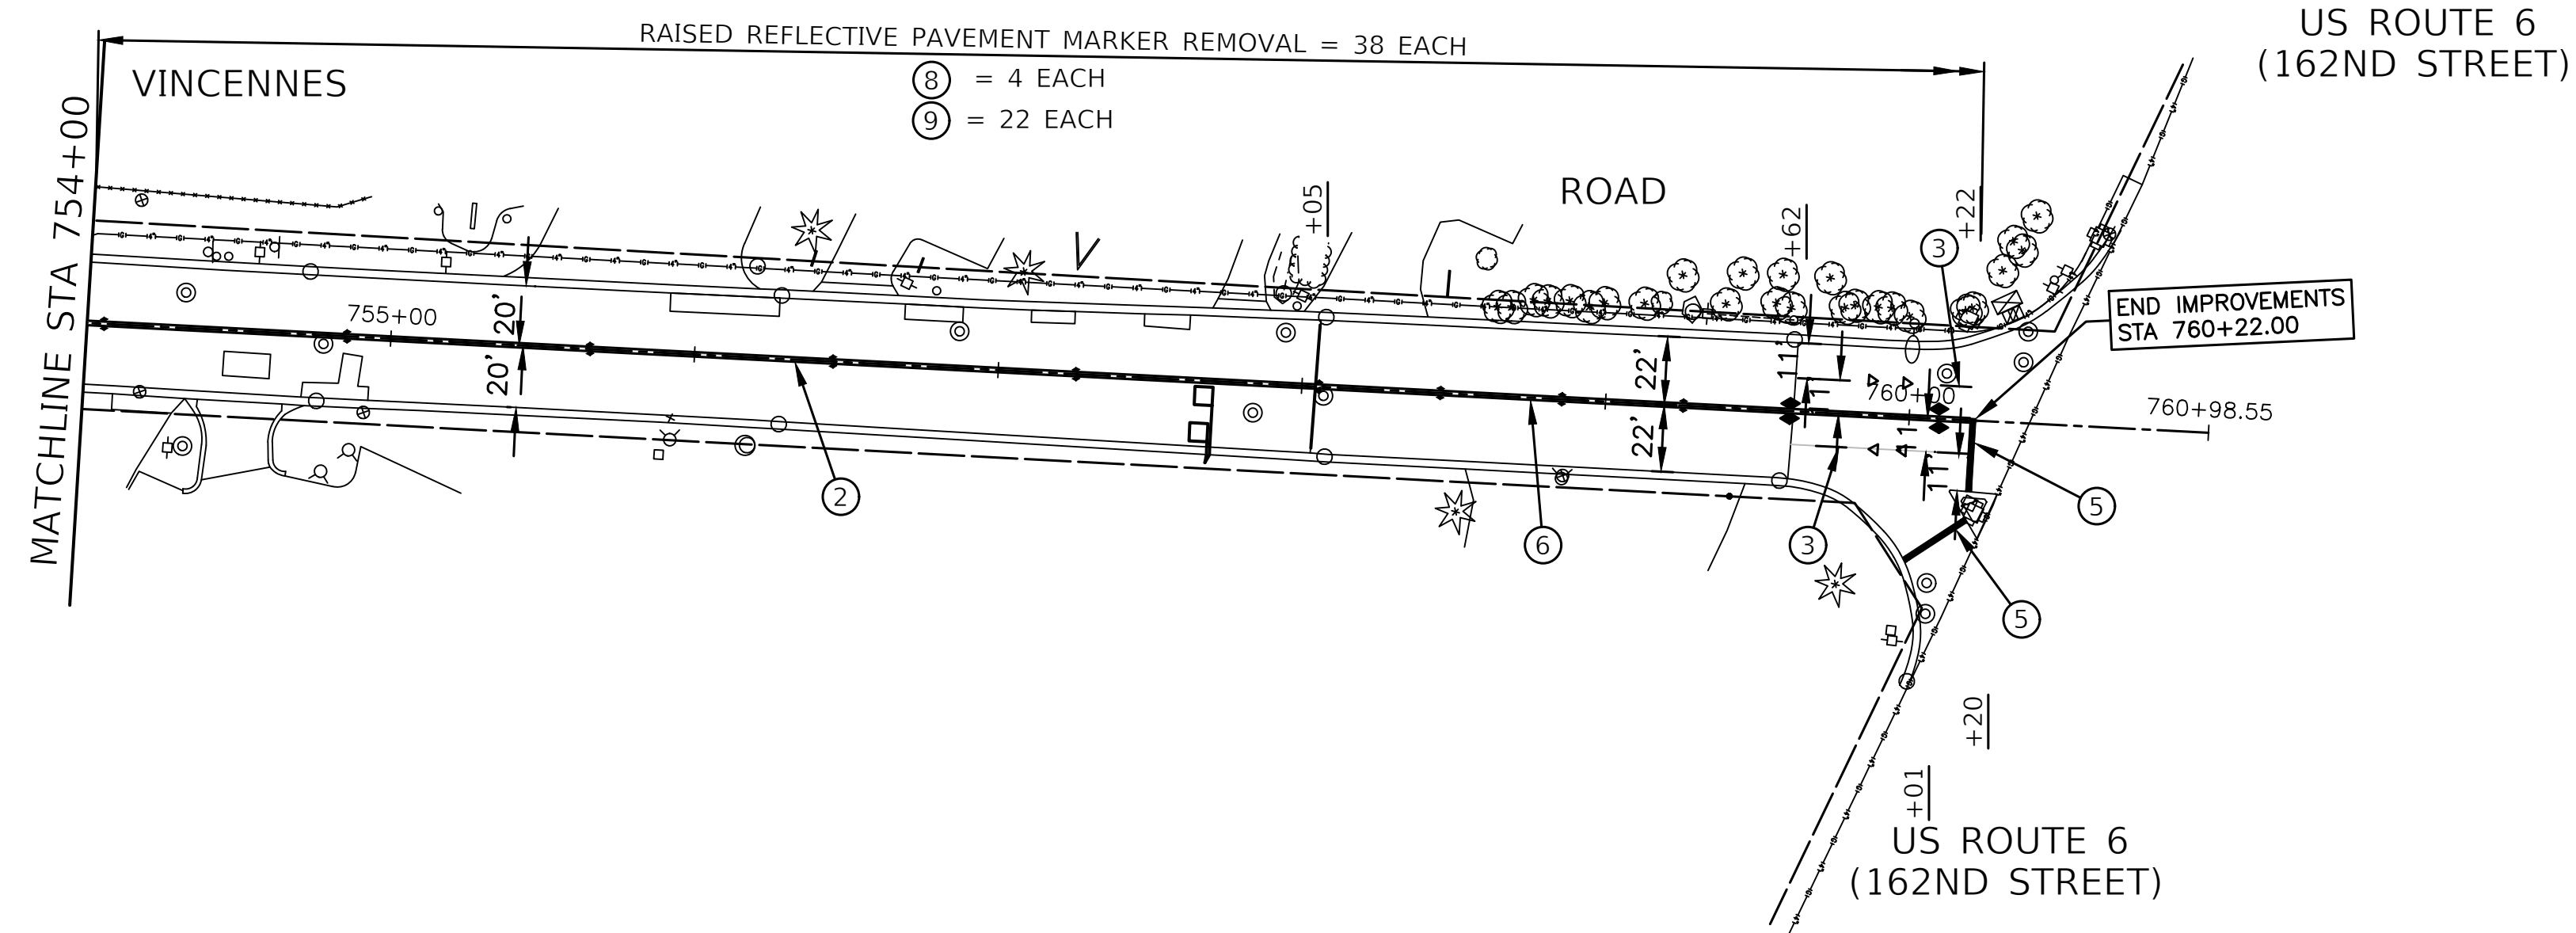 US ROUTE 6
(162ND STREET)
RAISED REFLECTIVE PAVEMENT MARKER REMOVAL = 38 EACH
8 = 4 EACH
9 = 22 EACH
VINCENNES
ROAD
MATCHLINE STA 754+00
+05
+62
+22
3
755+00
20'
20'
22'
22'
11'
1'
760+00
1'
11'
END IMPROVEMENTS
STA 760+22.00
760+98.55
2
6
3
5
5
+20
+01
US ROUTE 6
(162ND STREET)